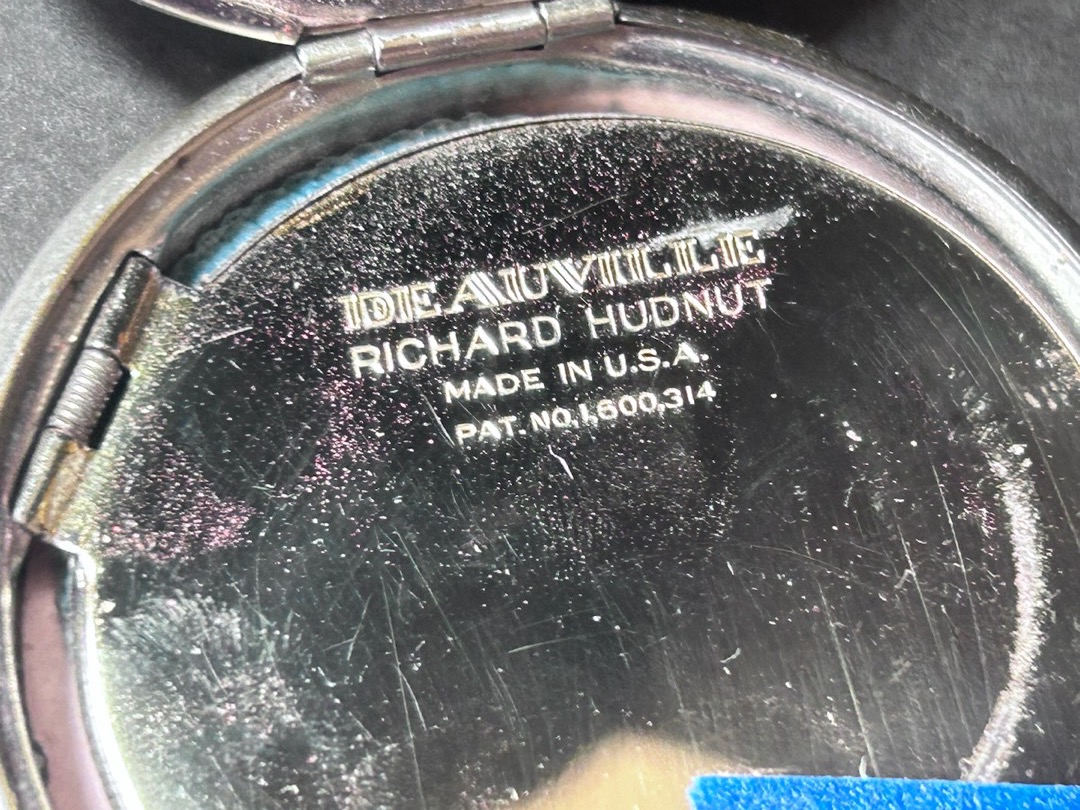 DEAUVILLE
RICHARD HUDNUT
MADE IN U.S.A.
PAT. NO. 1,600,314